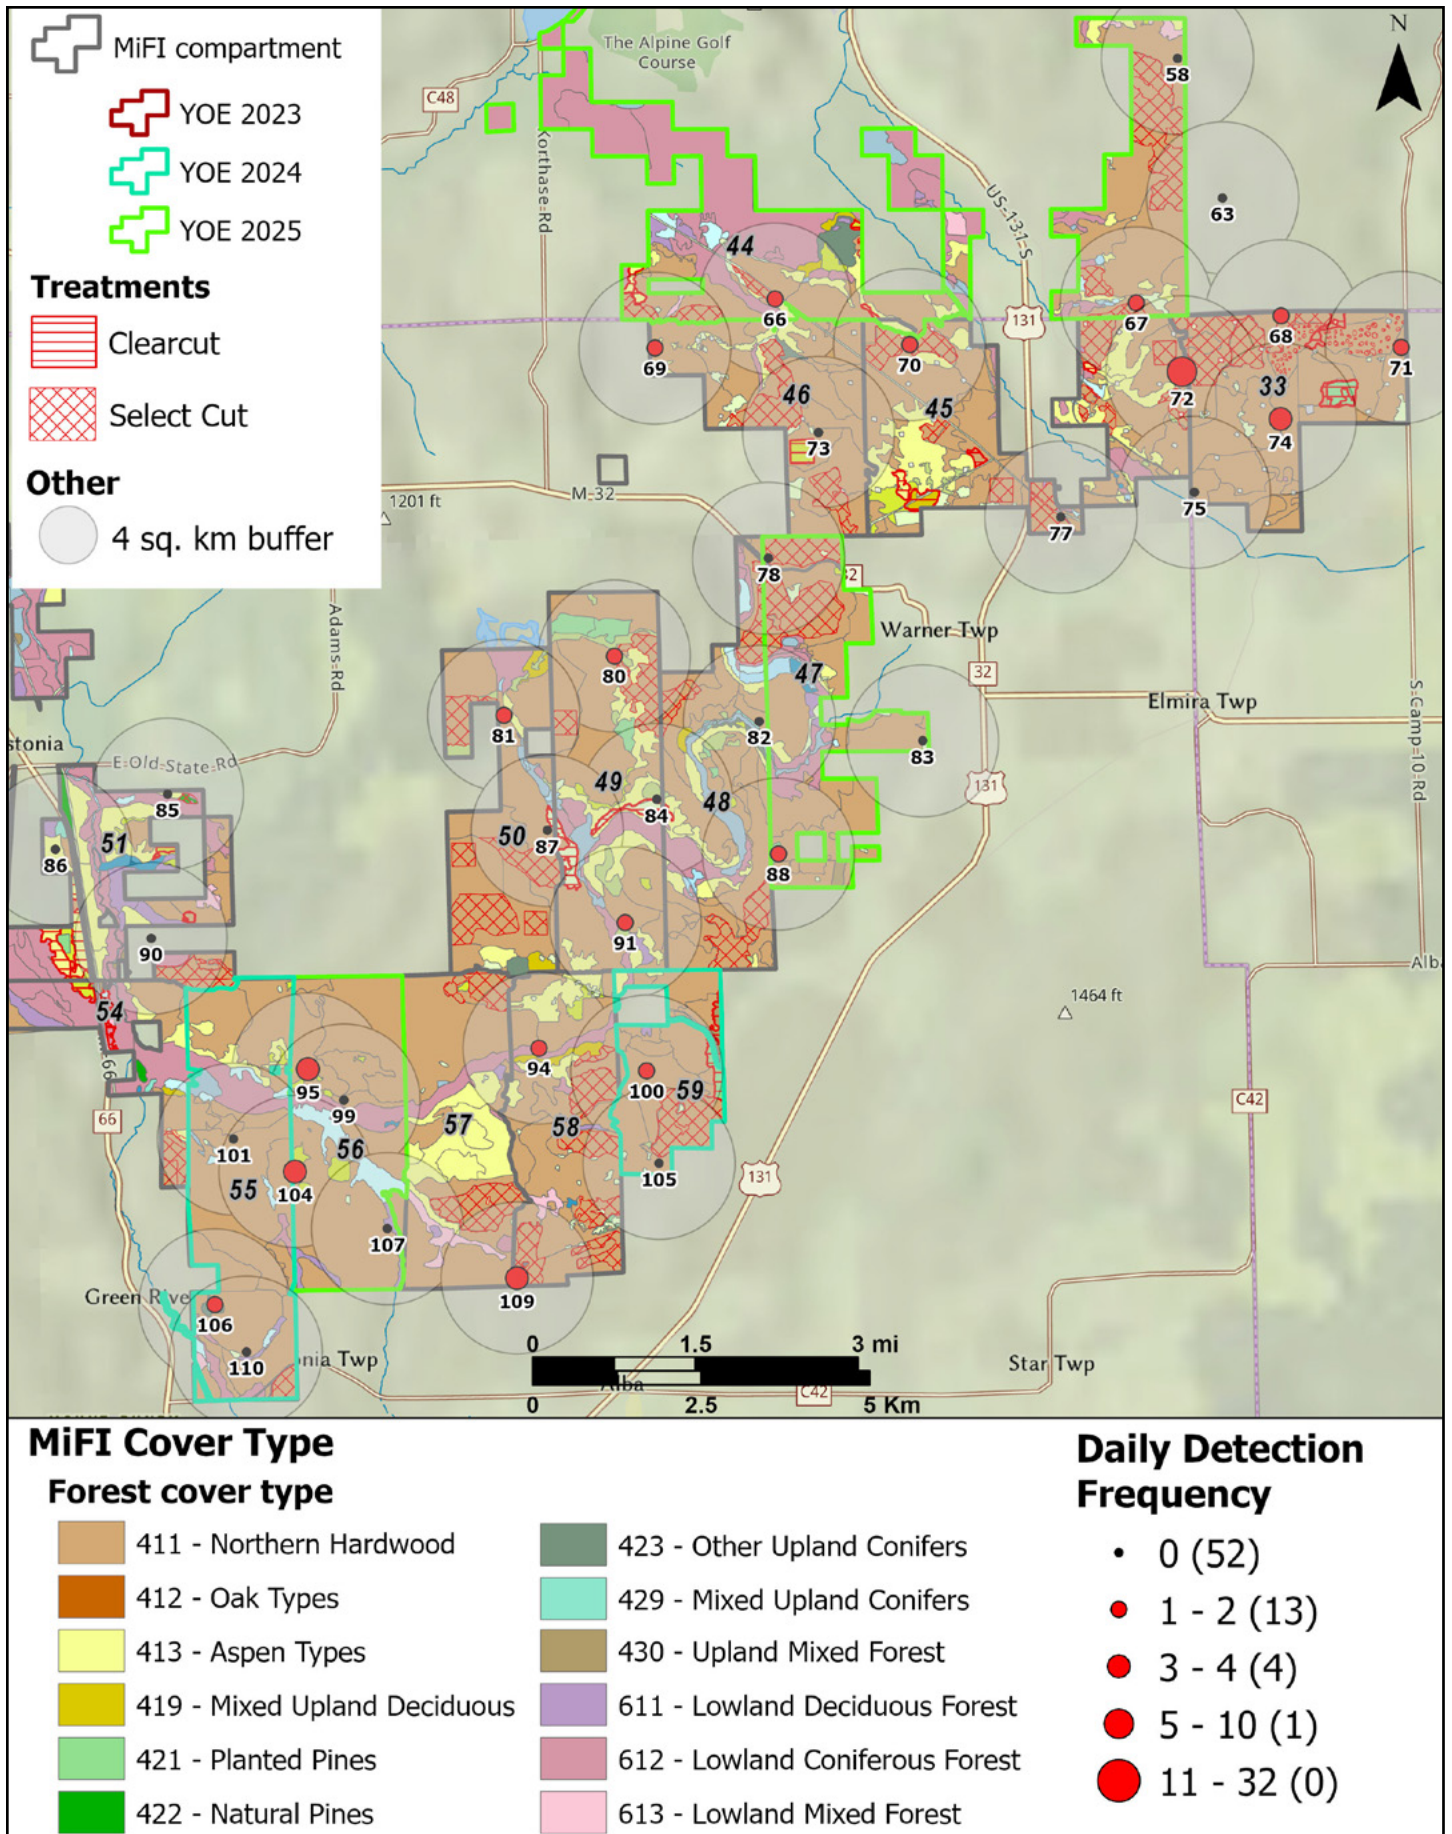 MiFI compartment
YOE 2023
YOE 2024
YOE 2025
Treatments
Clearcut
Select Cut
Other
4 sq. km buffer
The Alpine Golf
Course
N
C48
Korthase Rd
US-131 S
58
63
44
66
67
68
69
70
71
131
72
33
46
45
74
73
M-32
1201 ft
75
77
78
32
Warner Twp
Adams Rd
47
32
80
Elmira Twp
S Camp 10 Rd
81
82
83
stonia
E Old State Rd
49
48
131
85
84
51
50
87
86
88
91
90
Alba
54
1464 ft
94
95
100
59
99
66
66
57
58
C42
101
56
55
104
105
131
107
109
Green Rive
106
110
nia Twp
0 1.5 3 mi
Alba
0 2.5 5 Km
C42
Star Twp
MiFI Cover Type
Forest cover type
411 - Northern Hardwood
412 - Oak Types
413 - Aspen Types
419 - Mixed Upland Deciduous
421 - Planted Pines
422 - Natural Pines
423 - Other Upland Conifers
429 - Mixed Upland Conifers
430 - Upland Mixed Forest
611 - Lowland Deciduous Forest
612 - Lowland Coniferous Forest
613 - Lowland Mixed Forest
Daily Detection
Frequency
0 (52)
1 - 2 (13)
3 - 4 (4)
5 - 10 (1)
11 - 32 (0)